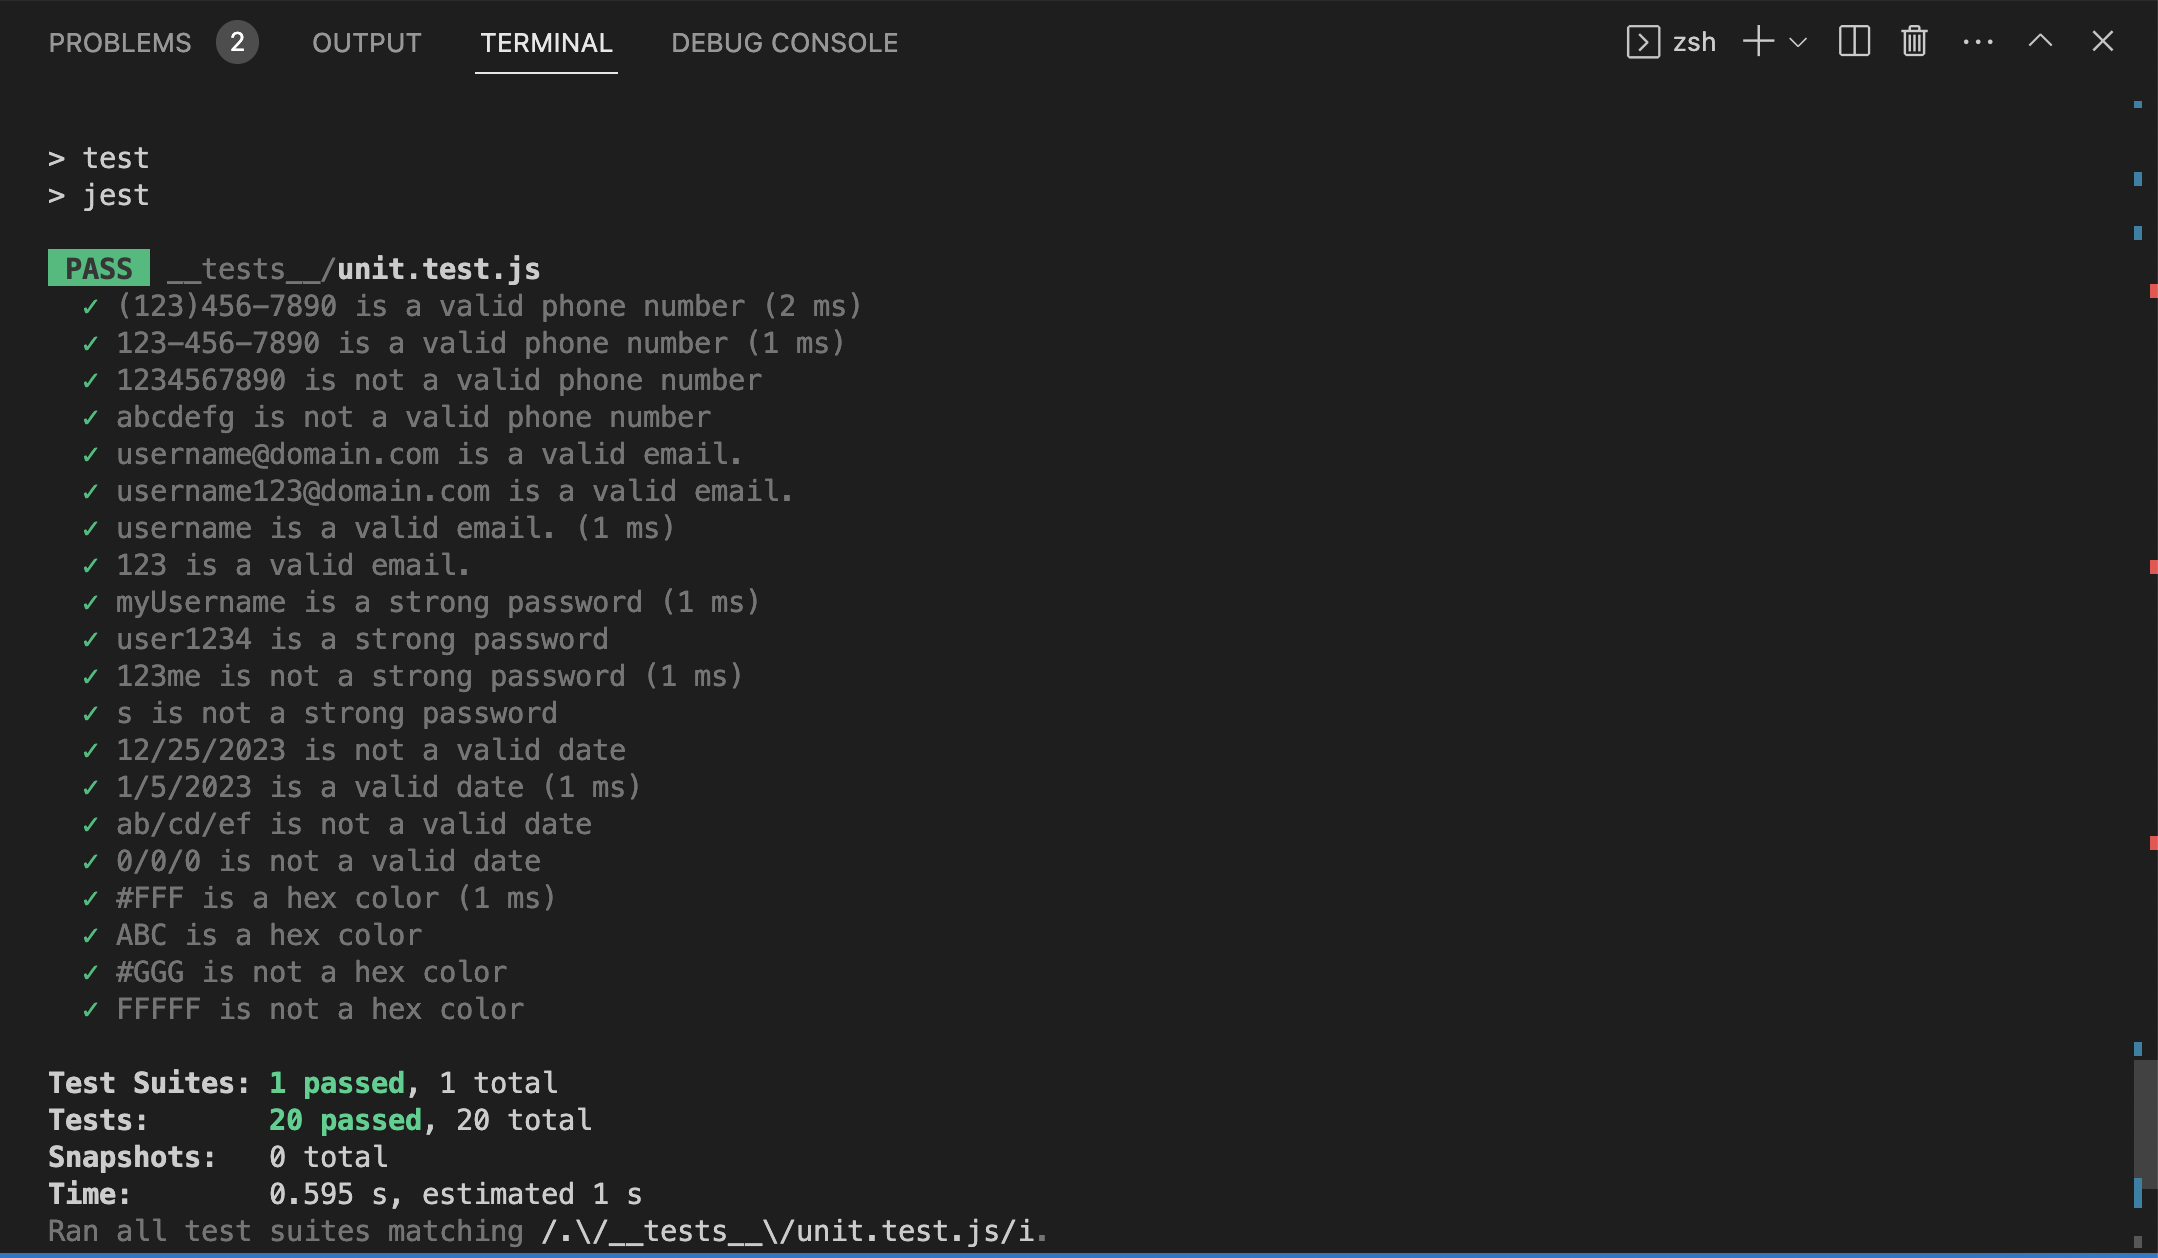 PROBLEMS 2 OUTPUT TERMINAL DEBUG CONSOLE zsh
> test
> jest
PASS __tests__/unit.test.js
✓ (123)456-7890 is a valid phone number (2 ms)
✓ 123-456-7890 is a valid phone number (1 ms)
✓ 1234567890 is not a valid phone number
✓ abcdefg is not a valid phone number
✓ username@domain.com is a valid email.
✓ username123@domain.com is a valid email.
✓ username is a valid email. (1 ms)
✓ 123 is a valid email.
✓ myUsername is a strong password (1 ms)
✓ user1234 is a strong password
✓ 123me is not a strong password (1 ms)
✓ s is not a strong password
✓ 12/25/2023 is not a valid date
✓ 1/5/2023 is a valid date (1 ms)
✓ ab/cd/ef is not a valid date
✓ 0/0/0 is not a valid date
✓ #FFF is a hex color (1 ms)
✓ ABC is a hex color
✓ #GGG is not a hex color
✓ FFFFF is not a hex color
Test Suites: 1 passed, 1 total
Tests: 20 passed, 20 total
Snapshots: 0 total
Time: 0.595 s, estimated 1 s
Ran all test suites matching /.\/__tests__\/unit.test.js/i.